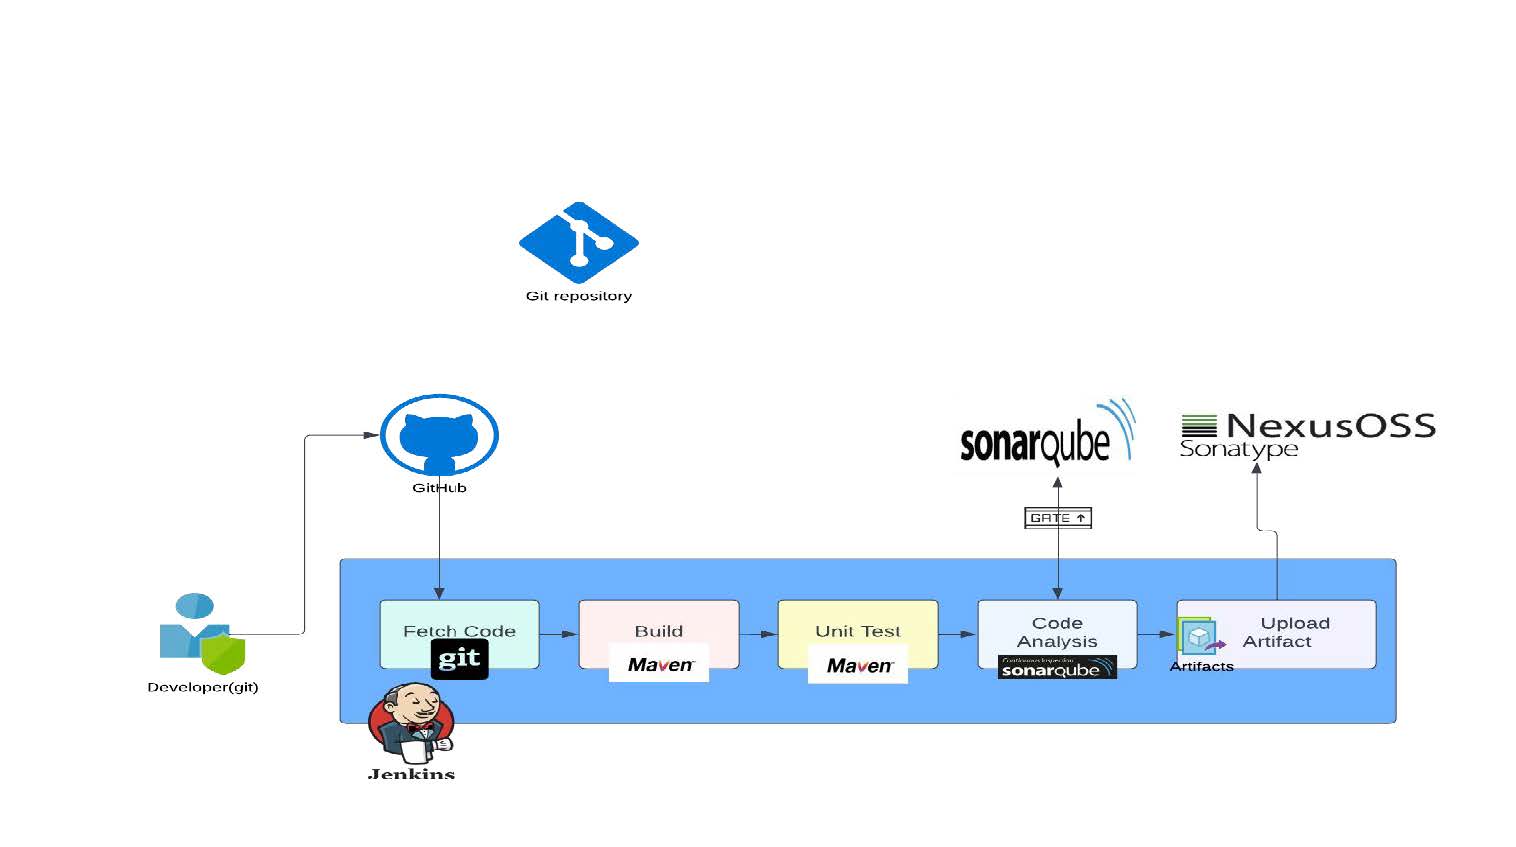 Git repository
GitHub
sonarqube
NexusOSS
Sonatype
GATE ↑
Developer(git)
Fetch Code
git
Build
Maven
Unit Test
Maven
Code
Analysis
Continuous Inspection
sonarqube
Upload
Artifact
Artifacts
Jenkins